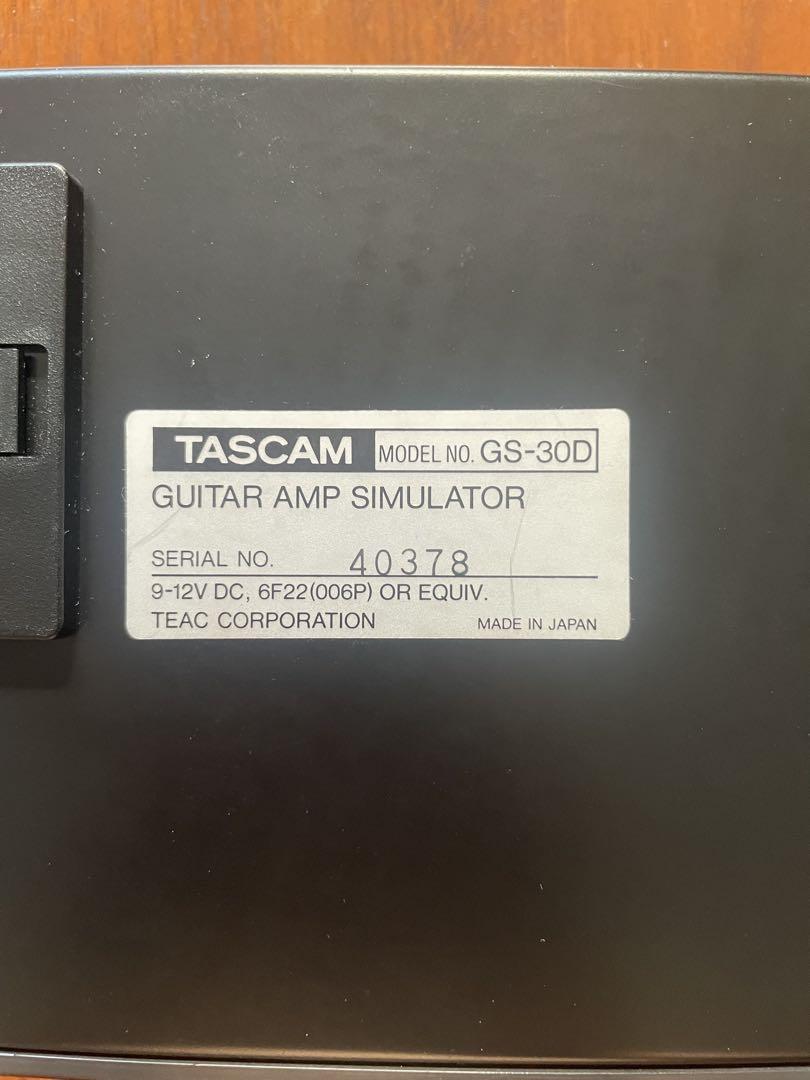 TASCAM MODEL NO. GS-30D
GUITAR AMP SIMULATOR
SERIAL NO. 40378
9-12V DC, 6F22(006P) OR EQUIV.
TEAC CORPORATION MADE IN JAPAN